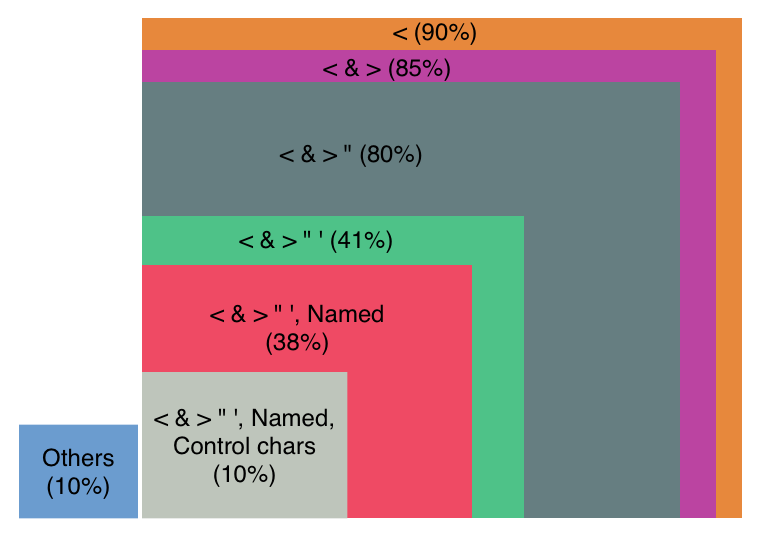 < (90%)
< & > (85%)
< & > " (80%)
< & > " ' (41%)
< & > " ', Named
(38%)
< & > " ', Named,
Control chars
(10%)
Others
(10%)